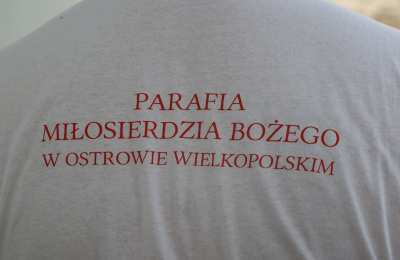 PARAFIA
MIŁOSIERDZIA BOŻEGO
W OSTROWIE WIELKOPOLSKIM